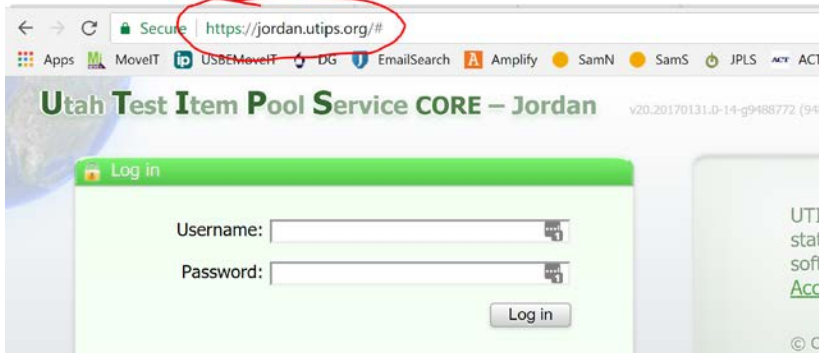 Secure https://jordan.utips.org/#
Apps MoveIT USBEMoveIT DG EmailSearch Amplify SamN SamS JPLS ACT
Utah Test Item Pool Service CORE – Jordan v20.20170131.0-14-g9488772 (948
Log in
Username:
Password:
Log in
UTI
stat
soft
Acc
© C